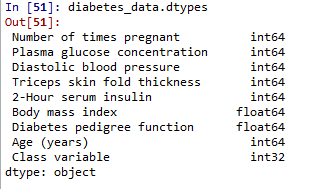 In [51]: diabetes_data.dtypes
Out[51]:
Number of times pregnant int64
Plasma glucose concentration int64
Diastolic blood pressure int64
Triceps skin fold thickness int64
2-Hour serum insulin int64
Body mass index float64
Diabetes pedigree function float64
Age (years) int64
Class variable int32
dtype: object